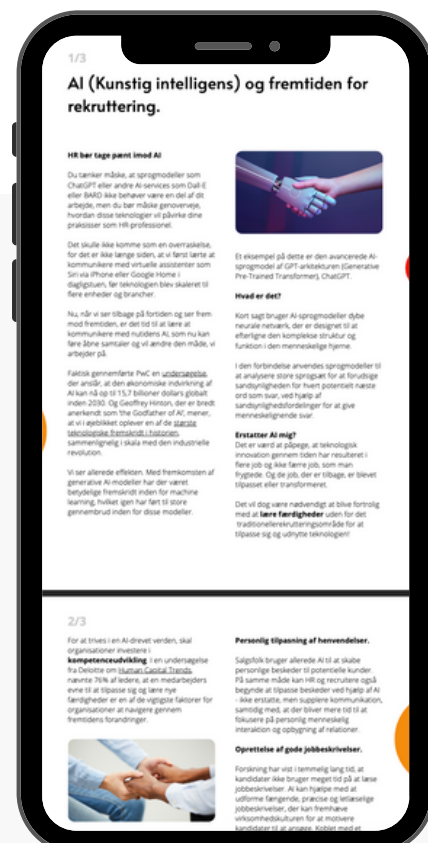 1/3
AI (Kunstig intelligens) og fremtiden for
rekruttering.
HR bør tage pænt imod AI
Du tænker måske, at sprogmodeller som
ChatGPT eller andre AI-services som Dall-E
eller BARD ikke behøver være en del af dit
arbejde, men du bør måske genoverveje,
hvordan disse teknologier vil påvirke dine
praksisser som HR-professionel.
Det skulle ikke komme som en overraskelse,
for det er ikke længe siden, at vi først lærte at
kommunikere med virtuelle assistenter som
Siri via iPhone eller Google Home i
dagligstuen, før teknologien blev skaleret til
flere enheder og brancher.
Nu, når vi ser tilbage på fortiden og ser frem
mod fremtiden, er det tid til at lære at
kommunikere med nutidens AI, som nu kan
føre åbne samtaler og vil ændre den måde, vi
arbejder på.
Faktisk gennemførte PwC en undersøgelse,
der anslår, at den økonomiske indvirkning af
AI kan nå op til 15,7 billioner dollars globalt
inden 2030. Og Geoffrey Hinton, der er bredt
anerkendt som 'the Godfather of AI', mener,
at vi i øjeblikket oplever en af de største
teknologiske fremskridt i historien,
sammenlignelig i skala med den industrielle
revolution.
Vi ser allerede effekten. Med fremkomsten af
generative AI-modeller har der været
betydelige fremskridt inden for machine
learning, hvilket igen har ført til store
gennembrud inden for disse modeller.
Et eksempel på dette er den avancerede AI-
sprogmodel af GPT-arkitekturen (Generative
Pre-Trained Transformer), ChatGPT.
Hvad er det?
Kort sagt bruger AI-sprogmodeller dybe
neurale netværk, der er designet til at
efterligne den komplekse struktur og
funktion i den menneskelige hjerne.
I den forbindelse anvendes sprogmodeller til
at analysere store sprogsæt for at forudsige
sandsynligheden for hvert potentielt næste
ord som svar, ved hjælp af
sandsynlighedsfordelinger for at give
menneskelignende svar.
Erstatter AI mig?
Det er værd at påpege, at teknologisk
innovation gennem tiden har resulteret i
flere job og ikke færre job, som man
frygtede. Og de job, der er tilbage, er blevet
tilpasset eller transformeret.
Det vil dog være nødvendigt at blive fortrolig
med at lære færdigheder uden for det
traditionellerekrutteringsområde for at
tilpasse sig og udnytte teknologien!
2/3
For at trives i en AI-drevet verden, skal
organisationer investere i
kompetenceudvikling. I en undersøgelse
fra Deloitte om Human Capital Trends,
nævnte 76% af ledere, at en medarbejders
evne til at tilpasse sig og lære nye
færdigheder er en af de vigtigste faktorer for
organisationer at navigere gennem
fremtidens forandringer.
Personlig tilpasning af henvendelser.
Salgsfolk bruger allerede AI til at skabe
personlige beskeder til potentielle kunder.
På samme måde kan HR og recrutere også
begynde at tilpasse beskeder ved hjælp af AI
- ikke erstatte, men supplere kommunikation,
samtidig med, at der bliver mere tid til at
fokusere på personlig menneskelig
interaktion og opbygning af relationer.
Oprettelse af gode jobbeskrivelser.
Forskning har vist i temmelig lang tid, at
kandidater ikke bruger meget tid på at læse
jobbeskrivelser. AI kan hjælpe med at
udforme fængende, præcise og letlæselige
jobbeskrivelser, der kan fremhæve
virksomhedskulturen for at motivere
kandidater til at ansøge. Koblet med et